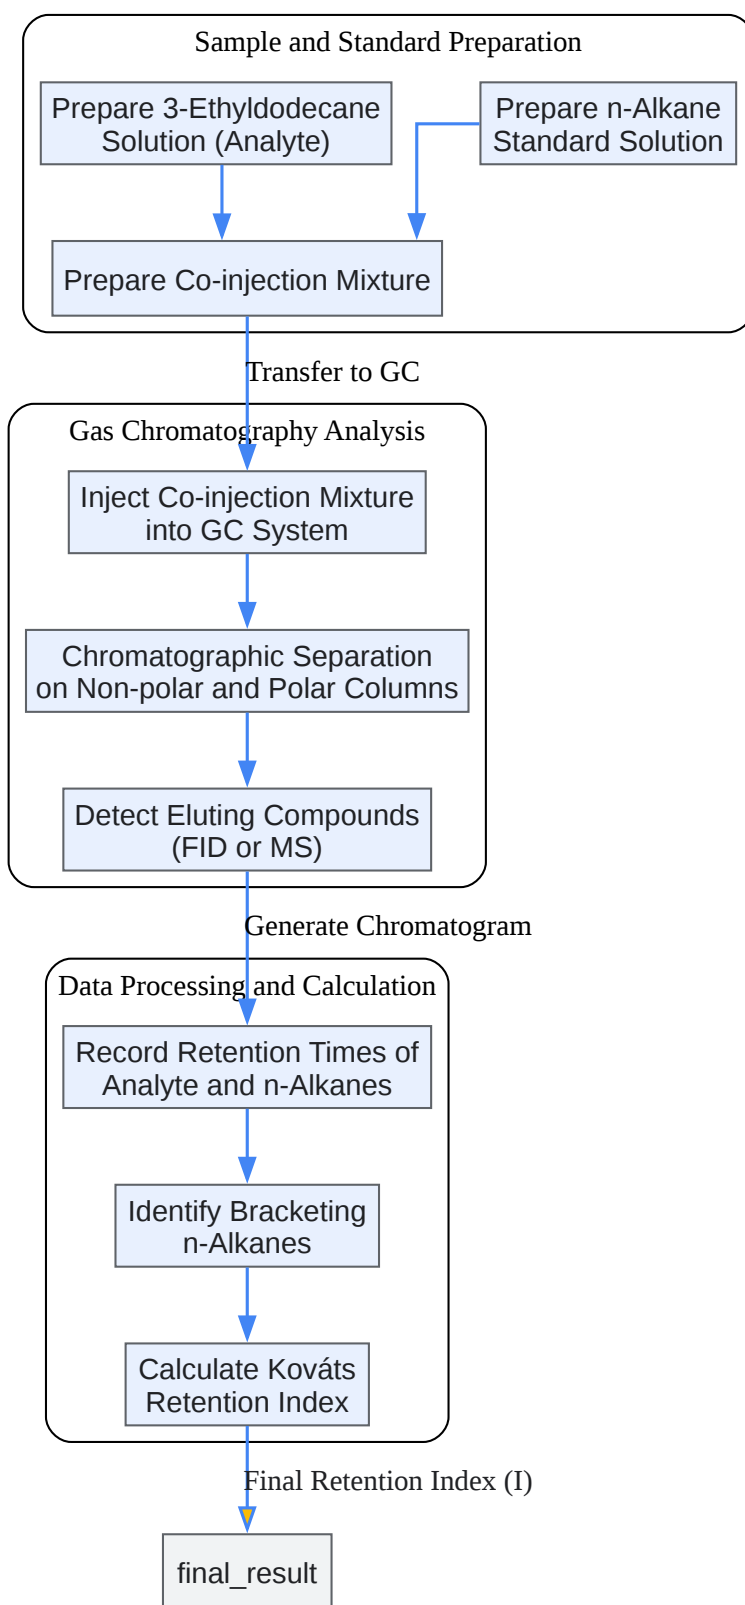 Sample and Standard Preparation
Prepare 3-Ethyldodecane
Solution (Analyte)
Prepare n-Alkane
Standard Solution
Prepare Co-injection Mixture
Transfer to GC
Gas Chromatography Analysis
Inject Co-injection Mixture
into GC System
Chromatographic Separation
on Non-polar and Polar Columns
Detect Eluting Compounds
(FID or MS)
Generate Chromatogram
Data Processing and Calculation
Record Retention Times of
Analyte and n-Alkanes
Identify Bracketing
n-Alkanes
Calculate Kováts
Retention Index
Final Retention Index (I)
final_result